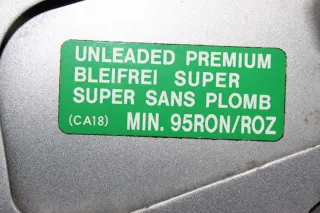 UNLEADED PREMIUM
BLEIFREI SUPER
SUPER SANS PLOMB
(CA18) MIN. 95RON/ROZ